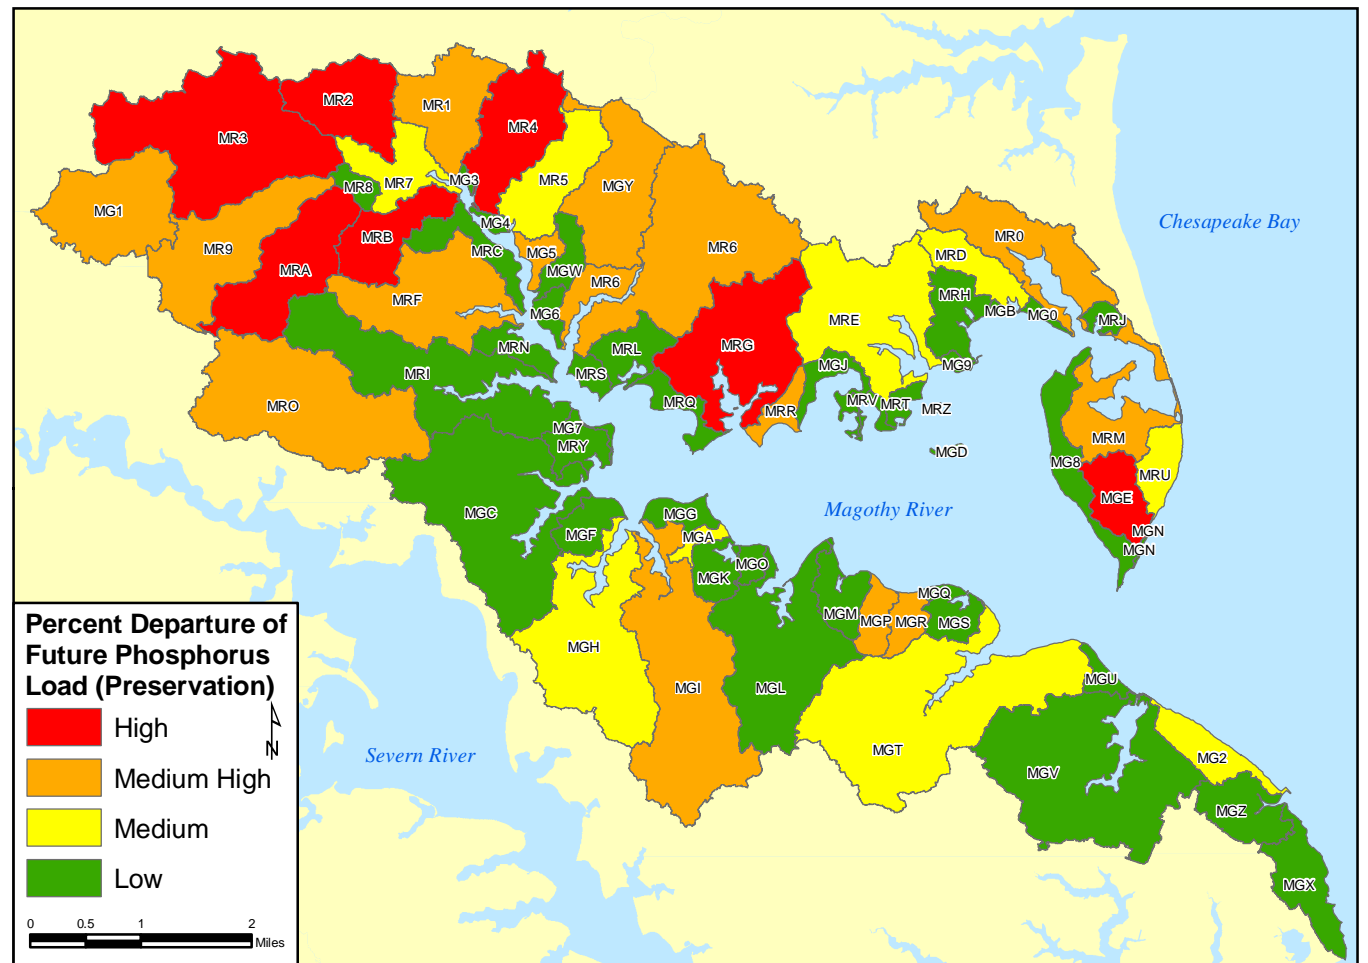 MR2
MR1
MR4
MR3
MG3
MR5
MR8
MR7
MGY
MG1
MG4
Chesapeake Bay
MR9
MRB
MRC
MG5
MR6
MR0
MRD
MRA
MGW
MR6
MRH
MRF
MG6
MGB
MG0
MRJ
MRE
MRN
MRL
MRG
MGJ
MG9
MRI
MRS
MRO
MRQ
MRR
MRV
MRT
MRZ
MG7
MRY
MGD
MRM
MG8
MRU
MGE
MGC
MGG
Magothy River
MGF
MGA
MGN
MGN
MGK
MGO
MGM
MGP
MGR
MGQ
MGS
MGH
MGI
MGL
MGU
MGT
MGV
MG2
MGZ
MGX
Severn River
Percent Departure of
Future Phosphorus
Load (Preservation)
N
High
Medium High
Medium
Low
0 0.5 1 2
Miles